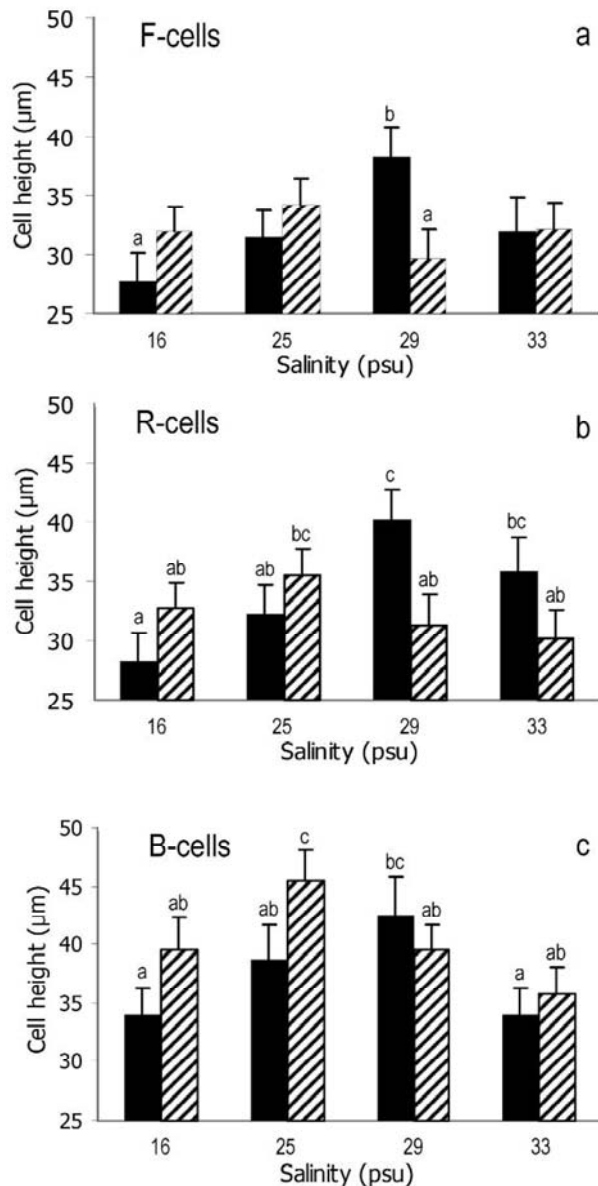 50
F-cells
a
45
40
35
30
25
Cell height (µm)
a
b
a
16
25
29
33
Salinity (psu)
50
R-cells
b
45
40
35
30
25
Cell height (µm)
a
ab
ab
bc
c
ab
bc
ab
16
25
29
33
Salinity (psu)
50
B-cells
c
45
40
35
30
25
Cell height (µm)
a
ab
ab
c
bc
ab
a
ab
16
25
29
33
Salinity (psu)